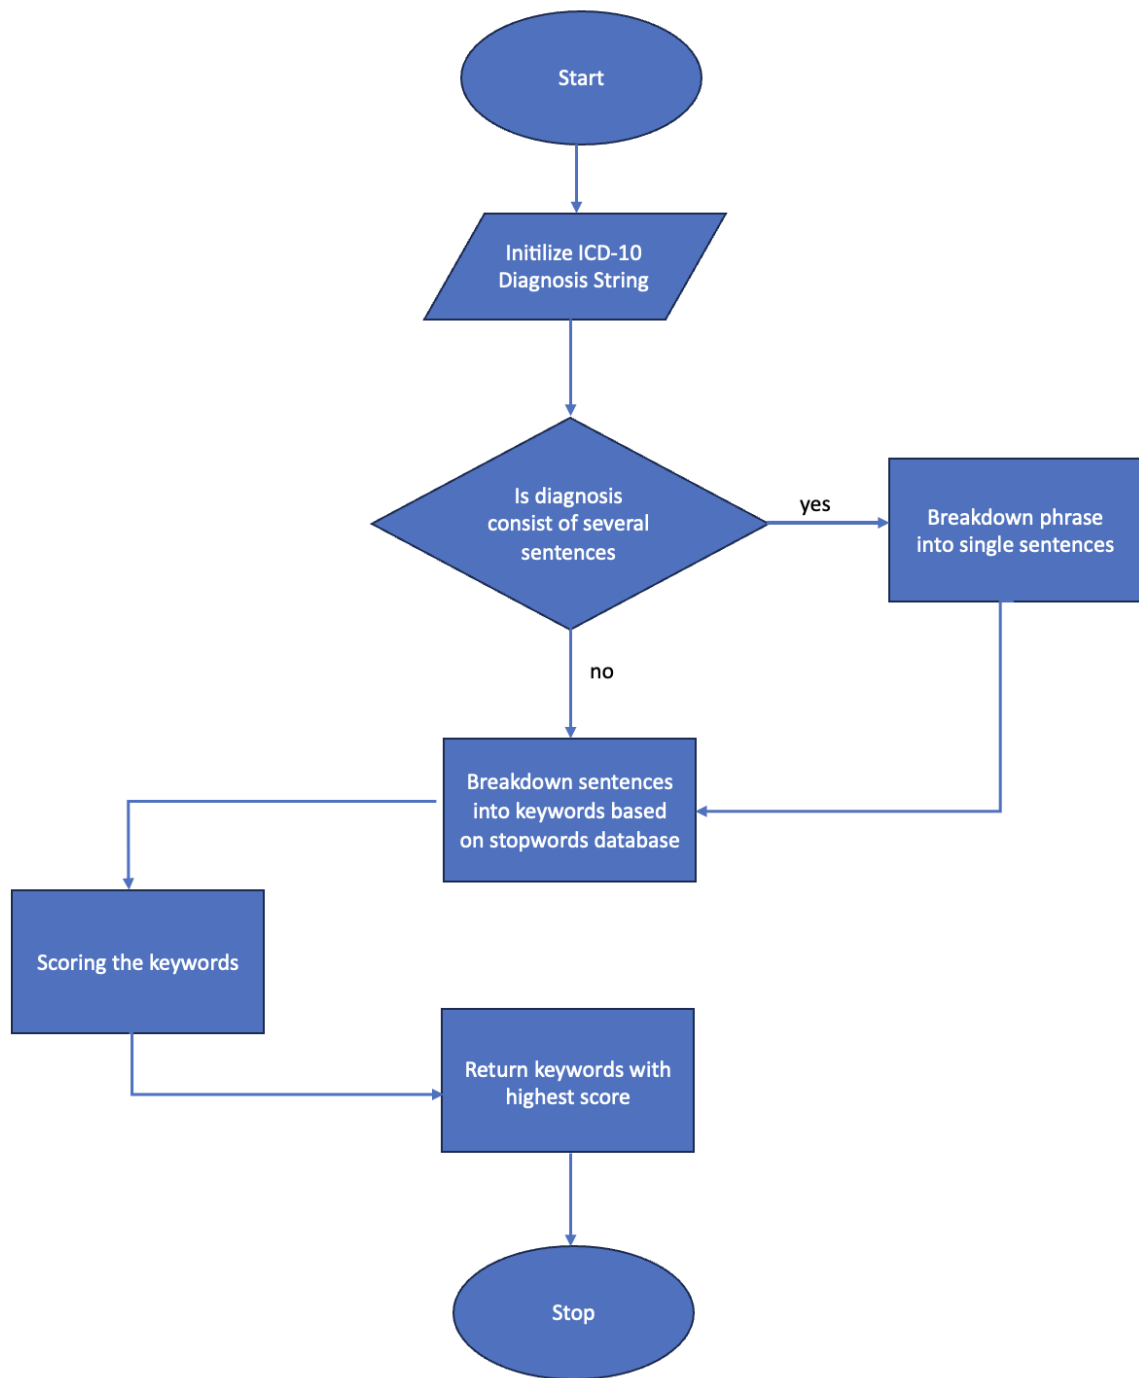 Start
Initilize ICD-10
Diagnosis String
Is diagnosis
consist of several
sentences
yes
Breakdown phrase
into single sentences
no
Breakdown sentences
into keywords based
on stopwords database
Scoring the keywords
Return keywords with
highest score
Stop